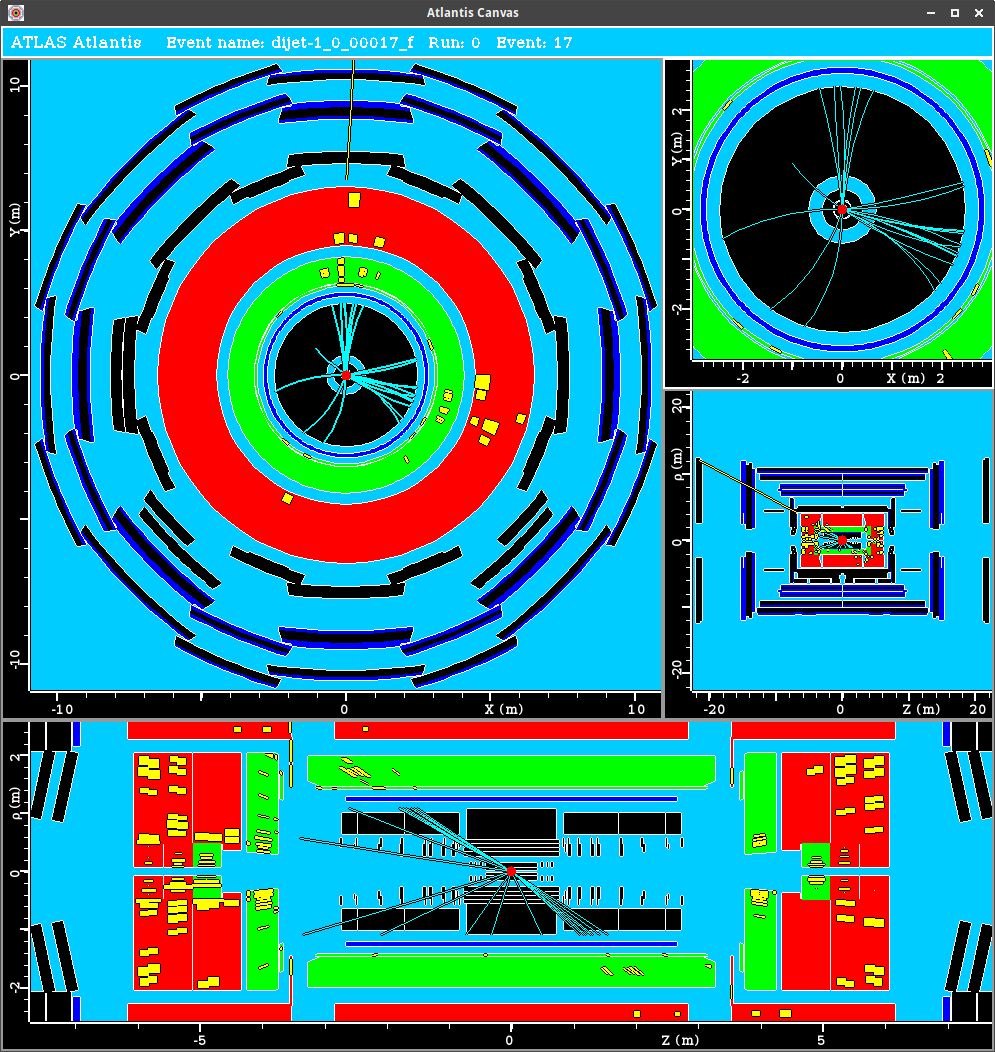 Atlantis Canvas
ATLAS Atlantis Event name: dijet-1_0_00017_f Run: 0 Event: 17
10
Y (m)
0
-10
-10 0 X (m) 10
2
Y (m)
0
-2
-2 0 X (m) 2
20
ρ (m)
0
-20
-20 0 Z (m) 20
2
ρ (m)
0
-2
-5 0 Z (m) 5